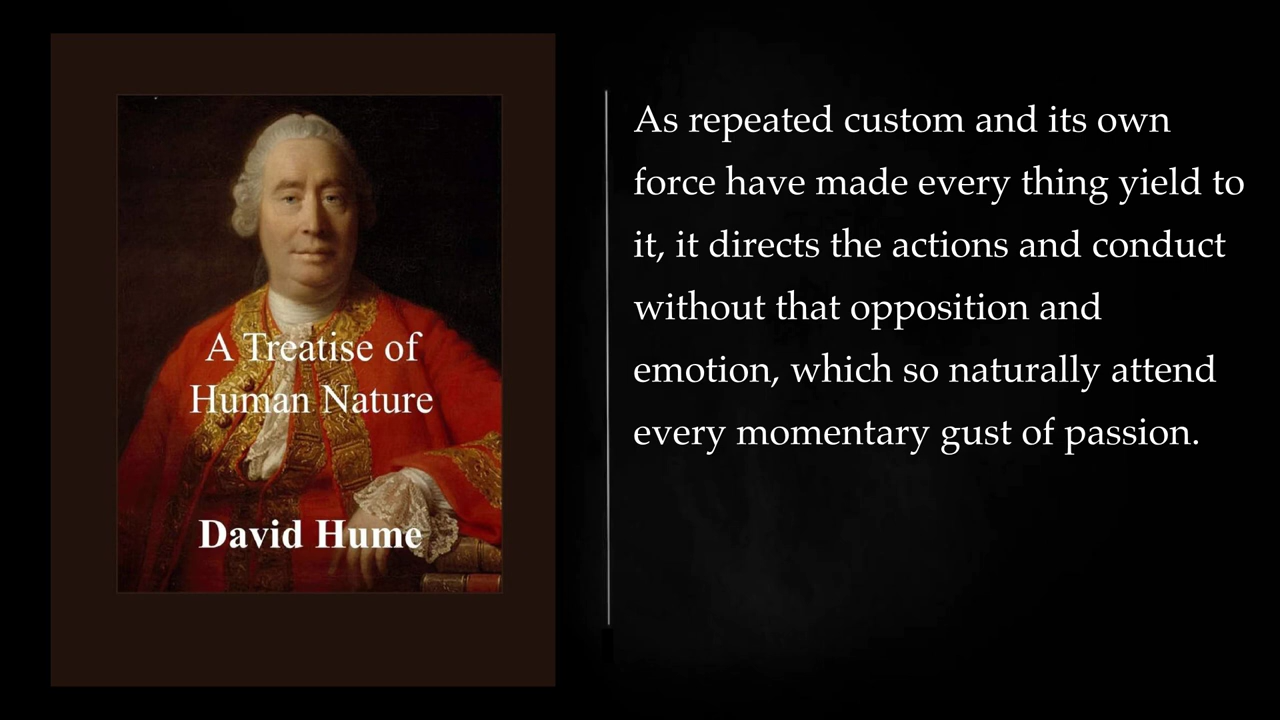 A Treatise of
Human Nature
David Hume
As repeated custom and its own
force have made every thing yield to
it, it directs the actions and conduct
without that opposition and
emotion, which so naturally attend
every momentary gust of passion.